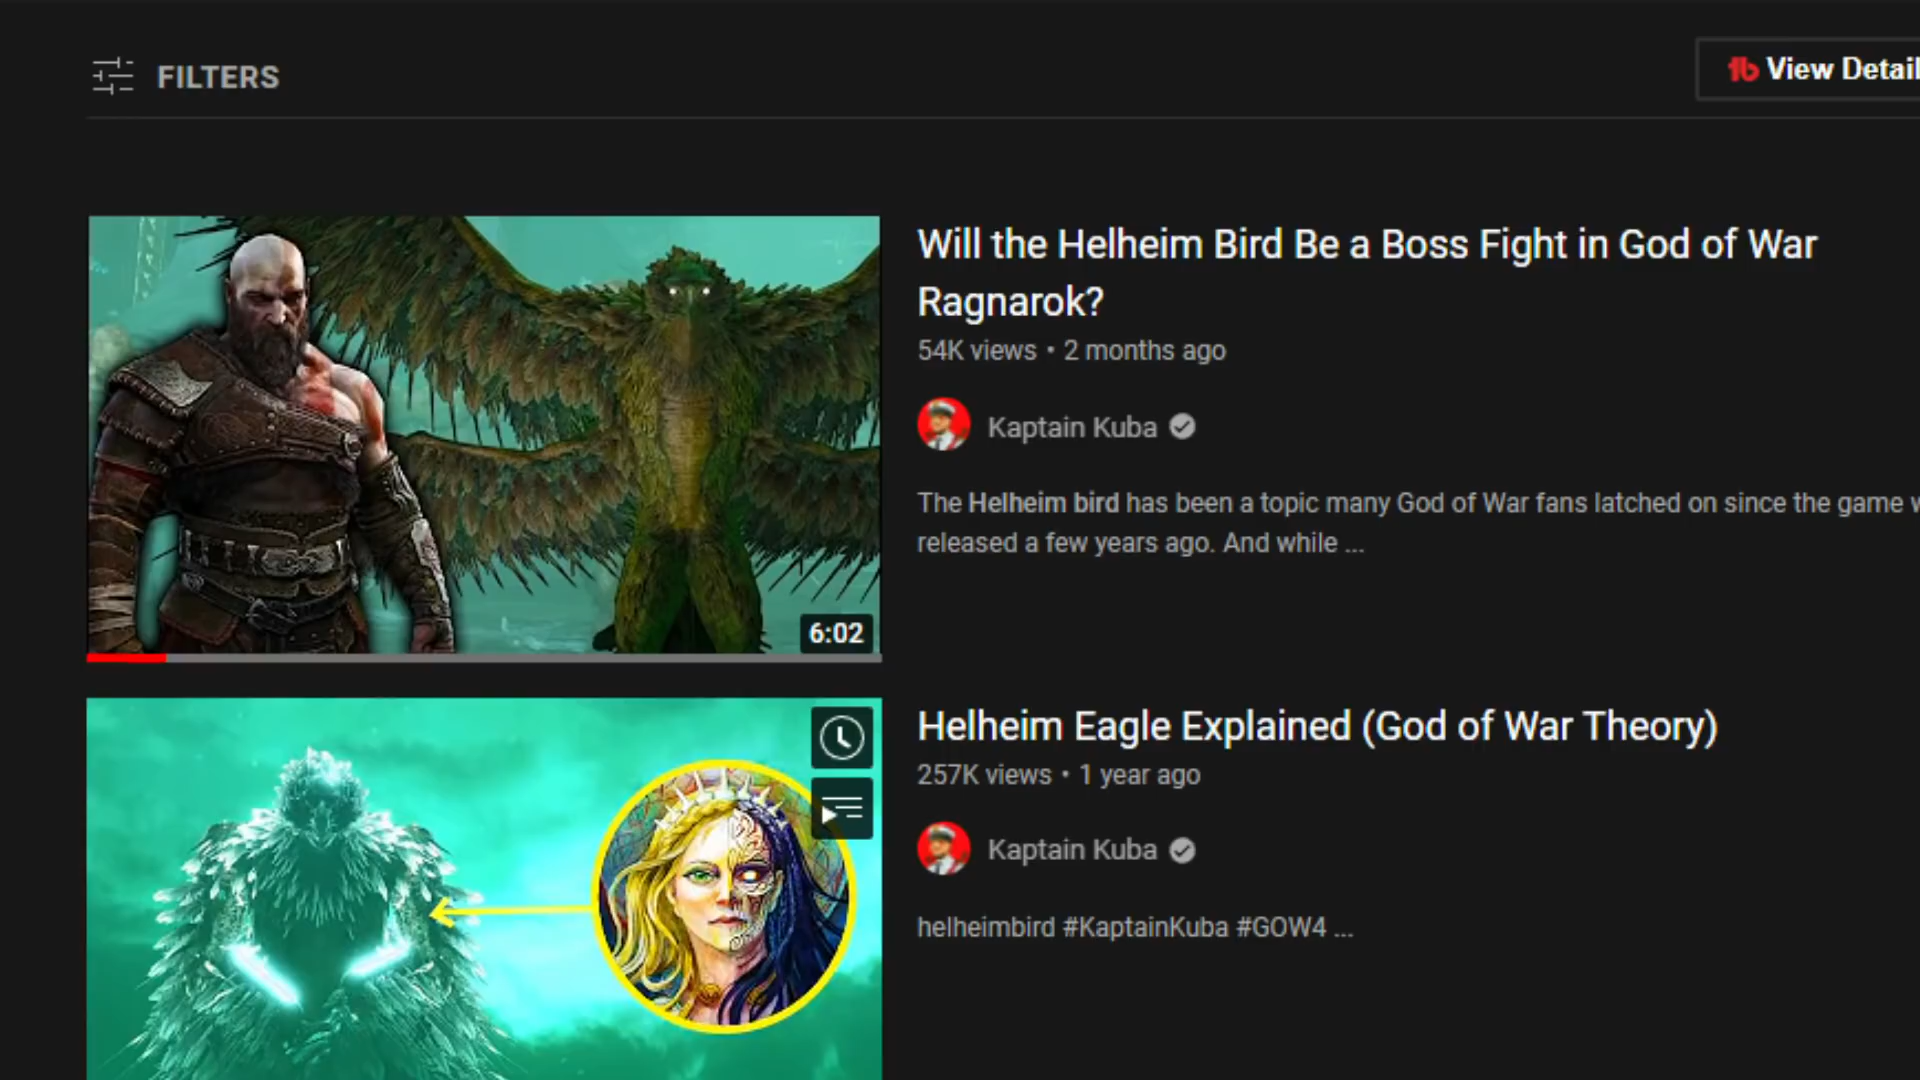 FILTERS
View Detail
Will the Helheim Bird Be a Boss Fight in God of War
Ragnarok?
54K views • 2 months ago
Kaptain Kuba
The Helheim bird has been a topic many God of War fans latched on since the game
released a few years ago. And while ...
6:02
Helheim Eagle Explained (God of War Theory)
257K views • 1 year ago
Kaptain Kuba
helheimbird #KaptainKuba #GOW4 ...